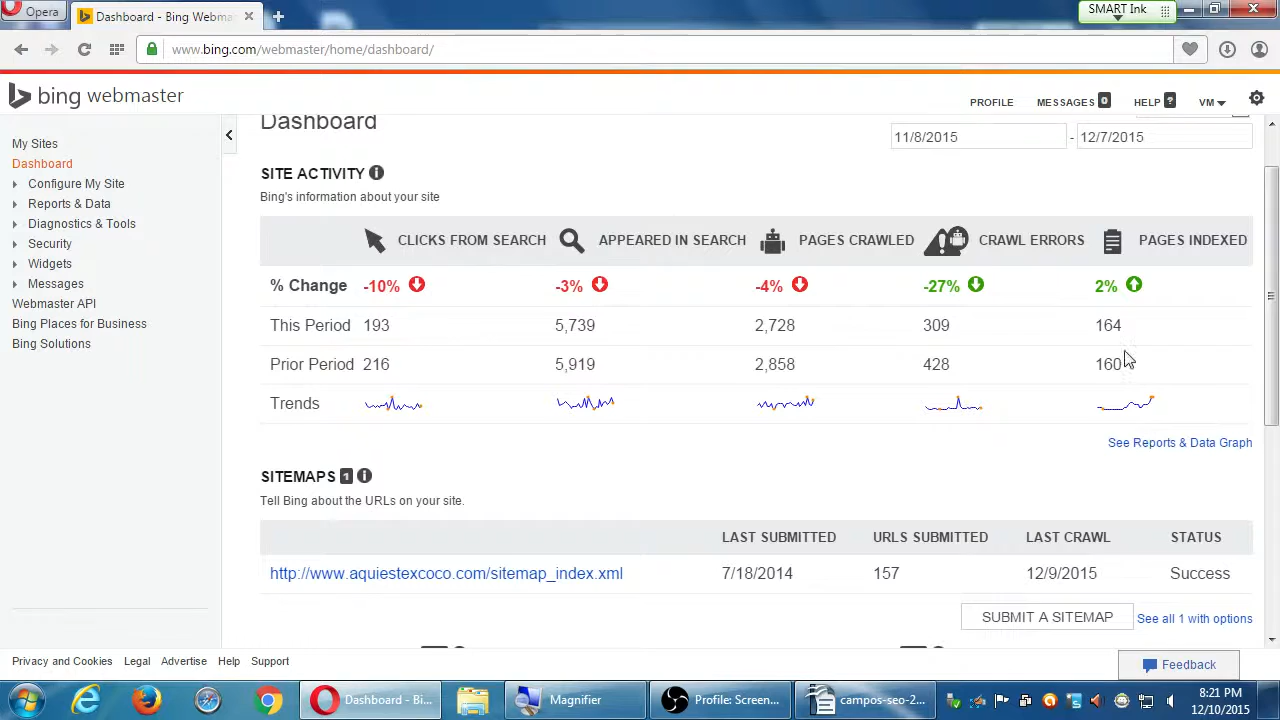 Opera
Dashboard - Bing Webma
SMART Ink
www.bing.com/webmaster/home/dashboard/
bing webmaster
PROFILE MESSAGES 0 HELP ? VM
My Sites
Dashboard
Configure My Site
Reports & Data
Diagnostics & Tools
Security
Widgets
Messages
Webmaster API
Bing Places for Business
Bing Solutions
Dashboard
11/8/2015 - 12/7/2015
SITE ACTIVITY
Bing's information about your site
CLICKS FROM SEARCH APPEARED IN SEARCH PAGES CRAWLED CRAWL ERRORS PAGES INDEXED
% Change -10% -3% -4% -27% 2%
This Period 193 5,739 2,728 309 164
Prior Period 216 5,919 2,858 428 160
Trends
See Reports & Data Graph
SITEMAPS 1
Tell Bing about the URLs on your site.
LAST SUBMITTED URLS SUBMITTED LAST CRAWL STATUS
http://www.aquiestexcoco.com/sitemap_index.xml 7/18/2014 157 12/9/2015 Success
SUBMIT A SITEMAP See all 1 with options
Privacy and Cookies Legal Advertise Help Support
Feedback
Dashboard - Bi... Magnifier Profile: Screen... campos-seo-2...
8:21 PM
12/10/2015